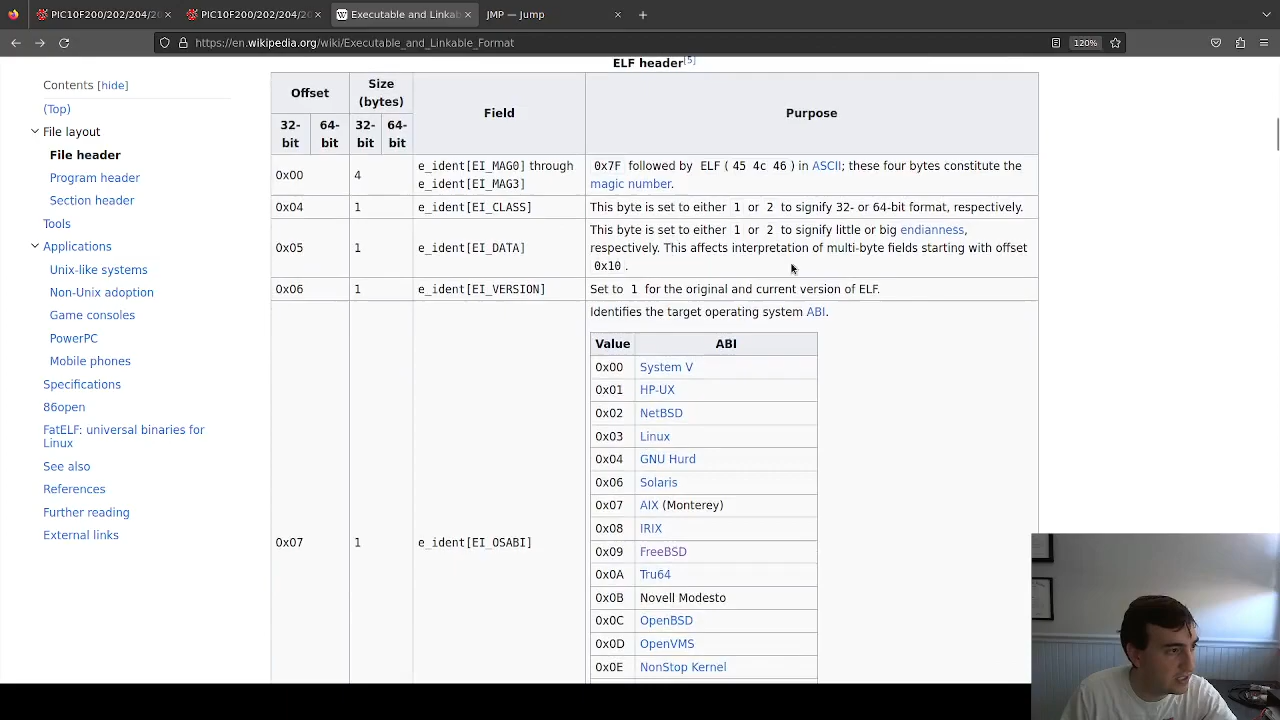 PIC10F200/202/204/20
PIC10F200/202/204/20
Executable and Linkab
JMP — Jump
https://en.wikipedia.org/wiki/Executable_and_Linkable_Format
120%
Contents [hide]
(Top)
File layout
File header
Program header
Section header
Tools
Applications
Unix-like systems
Non-Unix adoption
Game consoles
PowerPC
Mobile phones
Specifications
86open
FatELF: universal binaries for
Linux
See also
References
Further reading
External links
ELF header[5]
Offset Size (bytes) Field Purpose
32-bit 64-bit 32-bit 64-bit
0x00 4 e_ident[EI_MAG0] through e_ident[EI_MAG3] 0x7F followed by ELF ( 45 4c 46 ) in ASCII; these four bytes constitute the
magic number.
0x04 1 e_ident[EI_CLASS] This byte is set to either 1 or 2 to signify 32- or 64-bit format, respectively.
0x05 1 e_ident[EI_DATA] This byte is set to either 1 or 2 to signify little or big endianness,
respectively. This affects interpretation of multi-byte fields starting with offset
0x10 .
0x06 1 e_ident[EI_VERSION] Set to 1 for the original and current version of ELF.
0x07 1 e_ident[EI_OSABI] Identifies the target operating system ABI.
Value ABI
0x00 System V
0x01 HP-UX
0x02 NetBSD
0x03 Linux
0x04 GNU Hurd
0x06 Solaris
0x07 AIX (Monterey)
0x08 IRIX
0x09 FreeBSD
0x0A Tru64
0x0B Novell Modesto
0x0C OpenBSD
0x0D OpenVMS
0x0E NonStop Kernel